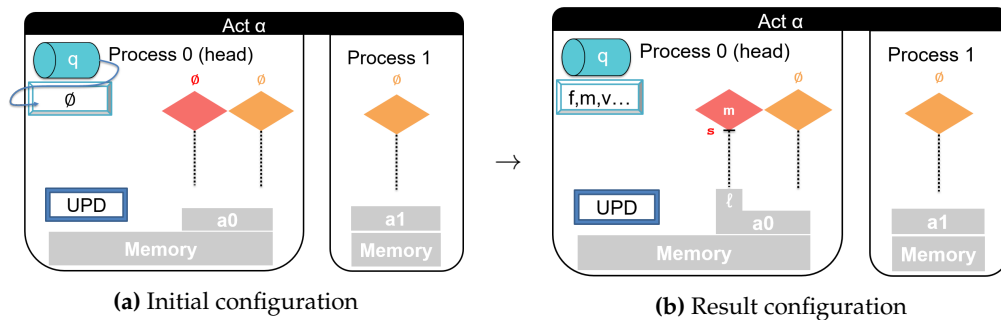 Act α
q
Process 0 (head)
Process 1
ø
ø
ø
Ø
UPD
a0
a1
Memory
Memory
(a) Initial configuration
→
Act α
q
Process 0 (head)
Process 1
ø
ø
f,m,v...
m
s
UPD
ℓ
a0
a1
Memory
Memory
(b) Result configuration